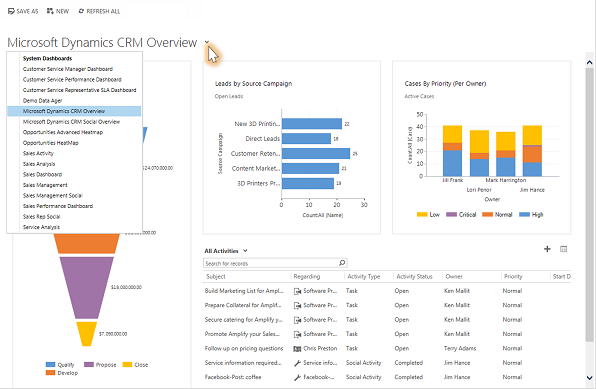 SAVE AS NEW REFRESH ALL
Microsoft Dynamics CRM Overview
System Dashboards
Customer Service Manager Dashboard
Customer Service Performance Dashboard
Customer Service Representative SLA Dashboard
Demo Data Ager
Microsoft Dynamics CRM Overview
Microsoft Dynamics CRM Social Overview
Opportunities Advanced Heatmap
Opportunities HeatMap
Sales Activity
Sales Analysis
Sales Dashboard
Sales Management
Sales Management Social
Sales Performance Dashboard
Sales Rep Social
Service Analysis
$24,070,000.00
$18,030,000.00
$7,090,000.00
Qualify Propose Close
Develop
Leads by Source Campaign
Open Leads
Source Campaign
New 3D Printin... 22
Direct Leads 18
Customer Reten... 25
Content Market... 21
3D Printers Pr... 19
0 10 20 30
CountAll (Name)
Cases By Priority (Per Owner)
Active Cases
CountAll (Case)
50
40
30
20
10
0
Jill Frank Mark Harrington
Lori Penor Jim Hance
Owner
Low Critical Normal High
All Activities
Search for records
Subject Regarding Activity Type Activity Status Owner Priority Start D
Build Marketing List for Ampl... Software Pr... Task Open Ken Mallit Normal
Prepare Collateral for Amplify... Software Pr... Task Open Ken Mallit Normal
Secure catering for Amplify y... Software Pr... Task Open Ken Mallit Normal
Promote Amplify your Sales... Software Pr... Task Open Ken Mallit Normal
Follow up on pricing questions Chris Preston Task Open Terry Adams Normal
Service information required... Service info... Social Activity Completed Jim Hance Normal
Facebook-Post: coffee Facebook-... Social Activity Completed Jim Hance Normal